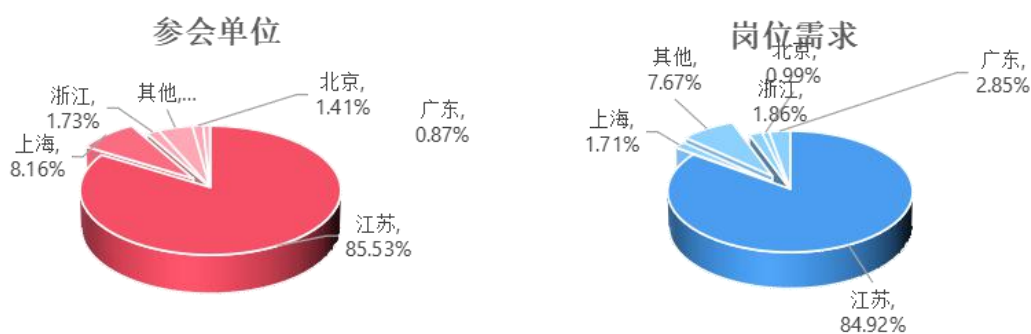 参会单位
浙江,
1.73%
其他,...
北京,
1.41%
广东,
0.87%
上海,
8.16%
江苏,
85.53%
岗位需求
其他,
7.67%
北京,
0.99%
浙江,
1.86%
广东,
2.85%
上海,
1.71%
江苏,
84.92%